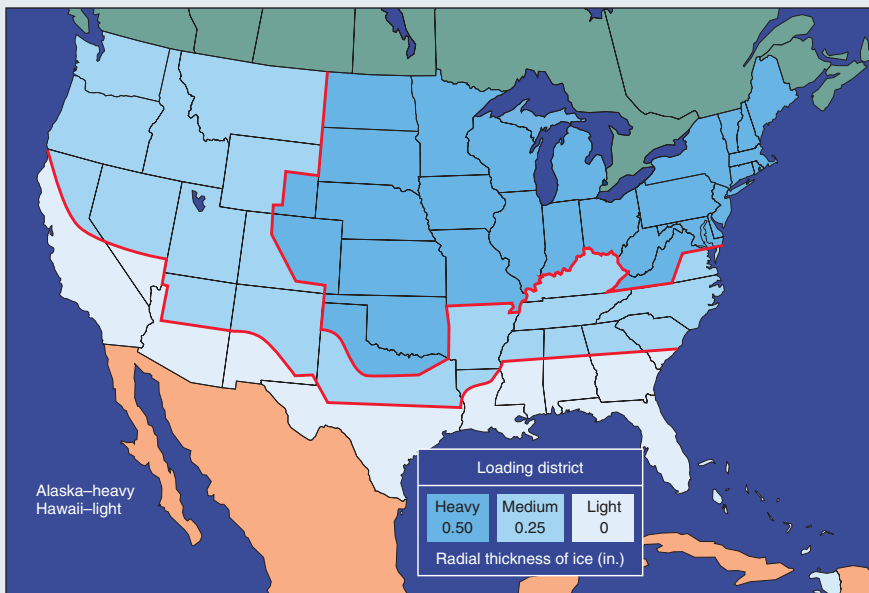 Alaska–heavy
Hawaii–light
Loading district
Heavy Medium Light
0.50 0.25 0
Radial thickness of ice (in.)